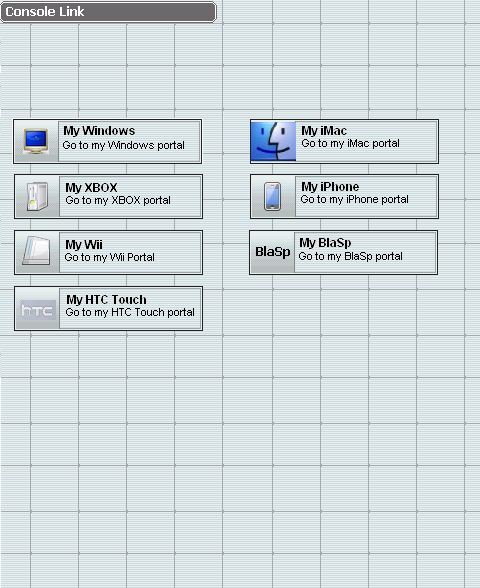 Console Link
My Windows
Go to my Windows portal
My iMac
Go to my iMac portal
My XBOX
Go to my XBOX portal
My iPhone
Go to my iPhone portal
My Wii
Go to my Wii Portal
BlaSp
My BlaSp
Go to my BlaSp portal
hTC
My HTC Touch
Go to my HTC Touch portal